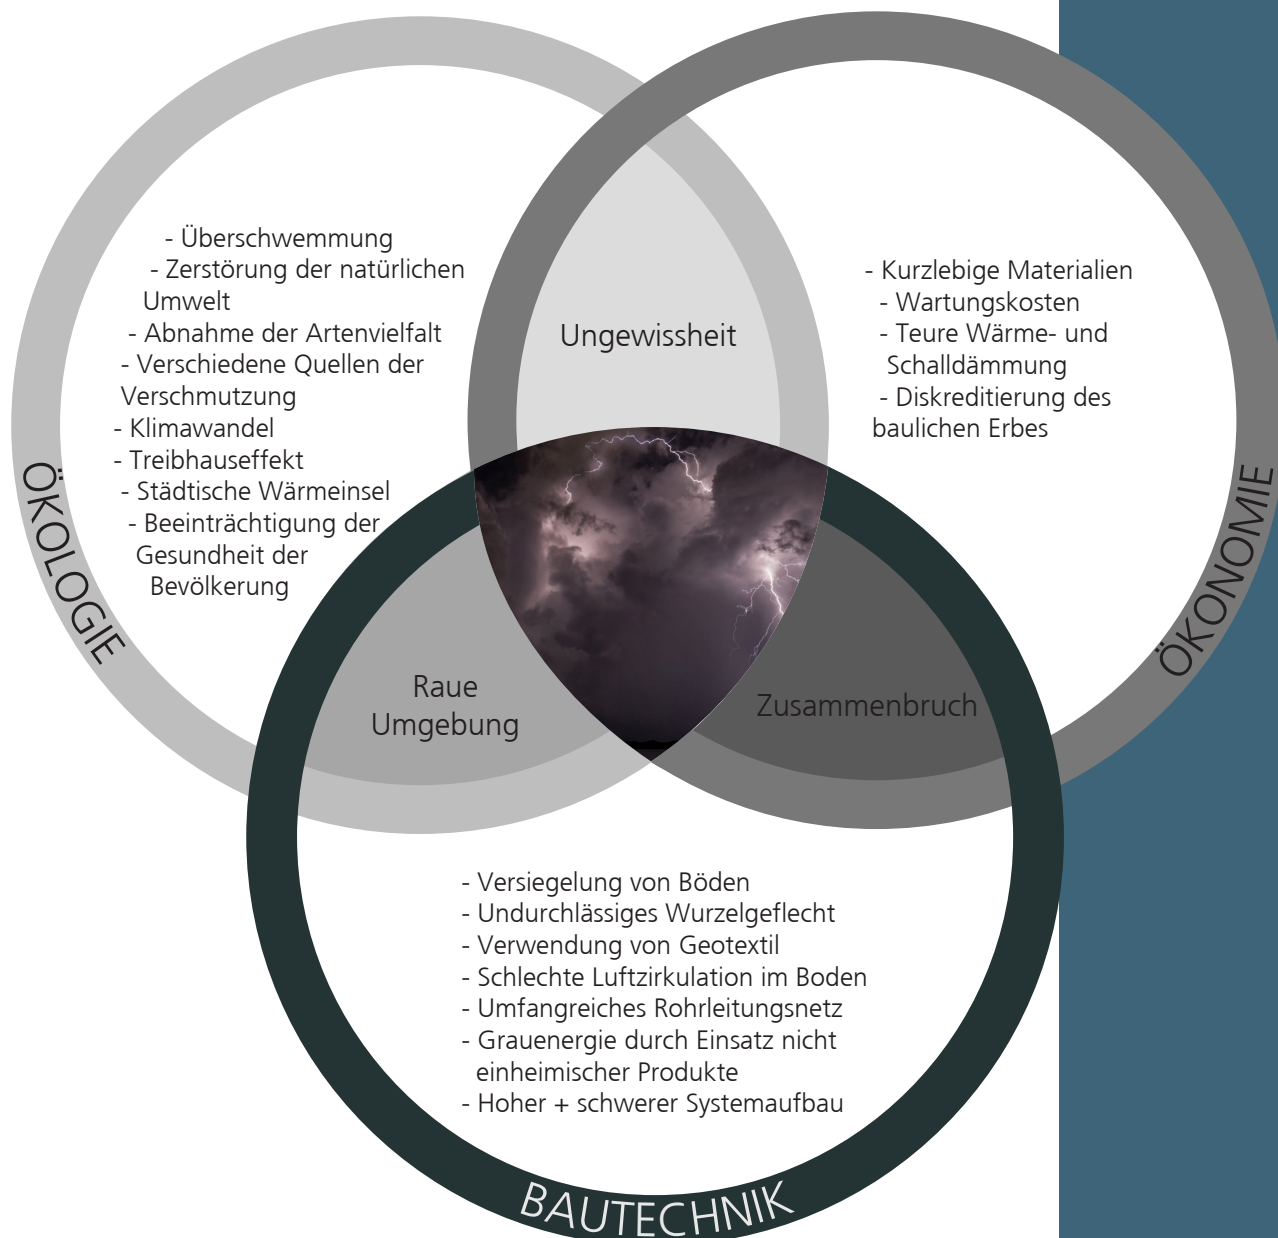 - Überschwemmung
- Zerstörung der natürlichen
Umwelt
- Abnahme der Artenvielfalt
- Verschiedene Quellen der
Verschmutzung
- Klimawandel
- Treibhauseffekt
- Städtische Wärmeinsel
- Beeinträchtigung der
Gesundheit der
Bevölkerung
ÖKOLOGIE
Ungewissheit
- Kurzlebige Materialien
- Wartungskosten
- Teure Wärme- und
Schalldämmung
- Diskreditierung des
baulichen Erbes
ÖKONOMIE
Raue
Umgebung
Zusammenbruch
- Versiegelung von Böden
- Undurchlässiges Wurzelgeflecht
- Verwendung von Geotextil
- Schlechte Luftzirkulation im Boden
- Umfangreiches Rohrleitungsnetz
- Grauenergie durch Einsatz nicht
einheimischer Produkte
- Hoher + schwerer Systemaufbau
BAUTECHNIK